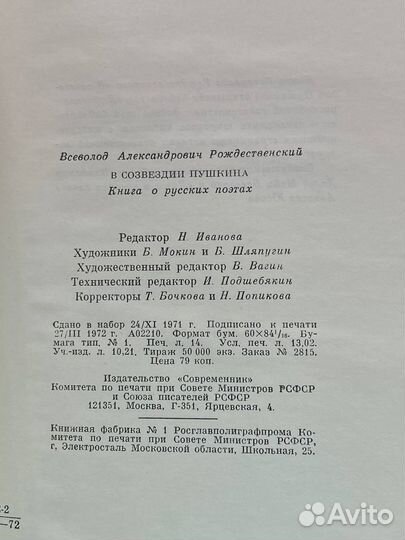 Всеволод Александрович Рождественский
В СОЗВЕЗДИИ ПУШКИНА
Книга о русских поэтах
Редактор Н. Иванова
Художники Б. Мокин и Б. Шляпугин
Художественный редактор В. Вагин
Технический редактор И. Подшебякин
Корректоры Т. Бочкова и Н. Попикова
Сдано в набор 24/XI 1971 г. Подписано к печати
27/III 1972 г. А02210. Формат бум. 60×84¹/₁₆. Бу-
мага тип. № 1. Печ. л. 14. Усл. печ. л. 13,02.
Уч.-изд. л. 10,21. Тираж 50 000 экз. Заказ № 2815.
Цена 79 коп.
Издательство «Современник»
Комитета по печати при Совете Министров РСФСР
и Союза писателей РСФСР
121351, Москва, Г-351, Ярцевская, 4.
Книжная фабрика № 1 Росглавполиграфпрома Ко-
митета по печати при Совете Министров РСФСР,
г. Электросталь Московской области, Школьная, 25.
-2
—72
Avito